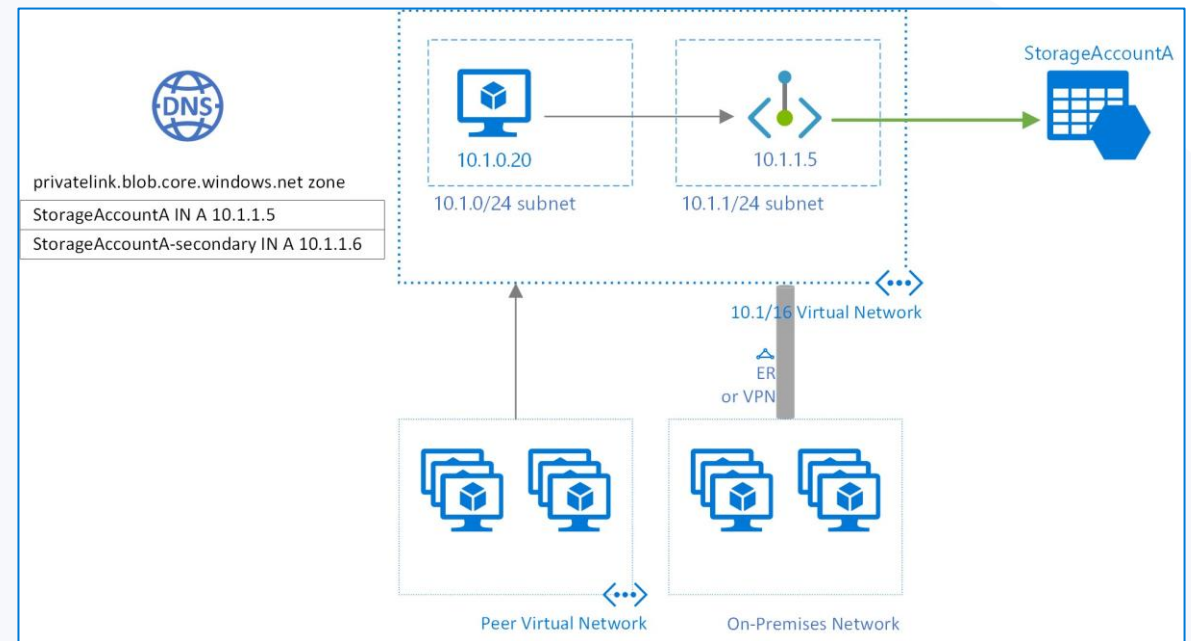 StorageAccountA
DNS
10.1.0.20
10.1.1.5
privatelink.blob.core.windows.net zone
10.1.0/24 subnet
10.1.1/24 subnet
StorageAccountA IN A 10.1.1.5
StorageAccountA-secondary IN A 10.1.1.6
10.1/16 Virtual Network
ER
or VPN
Peer Virtual Network
On-Premises Network